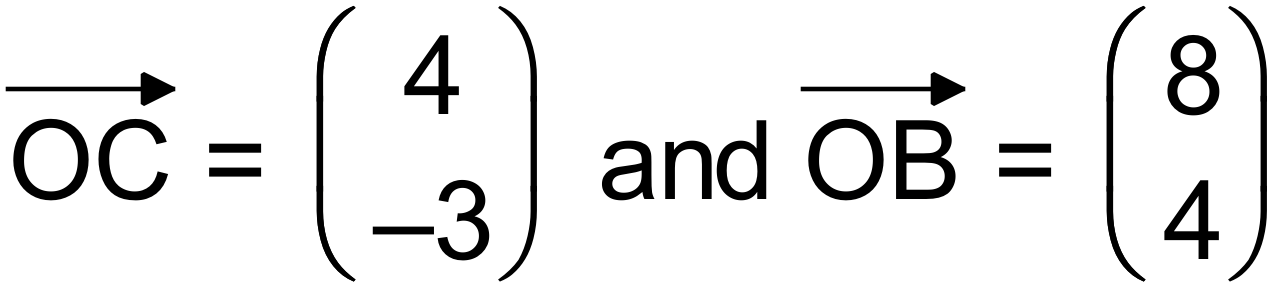 OC = (4 –3) and OB = (8 4)